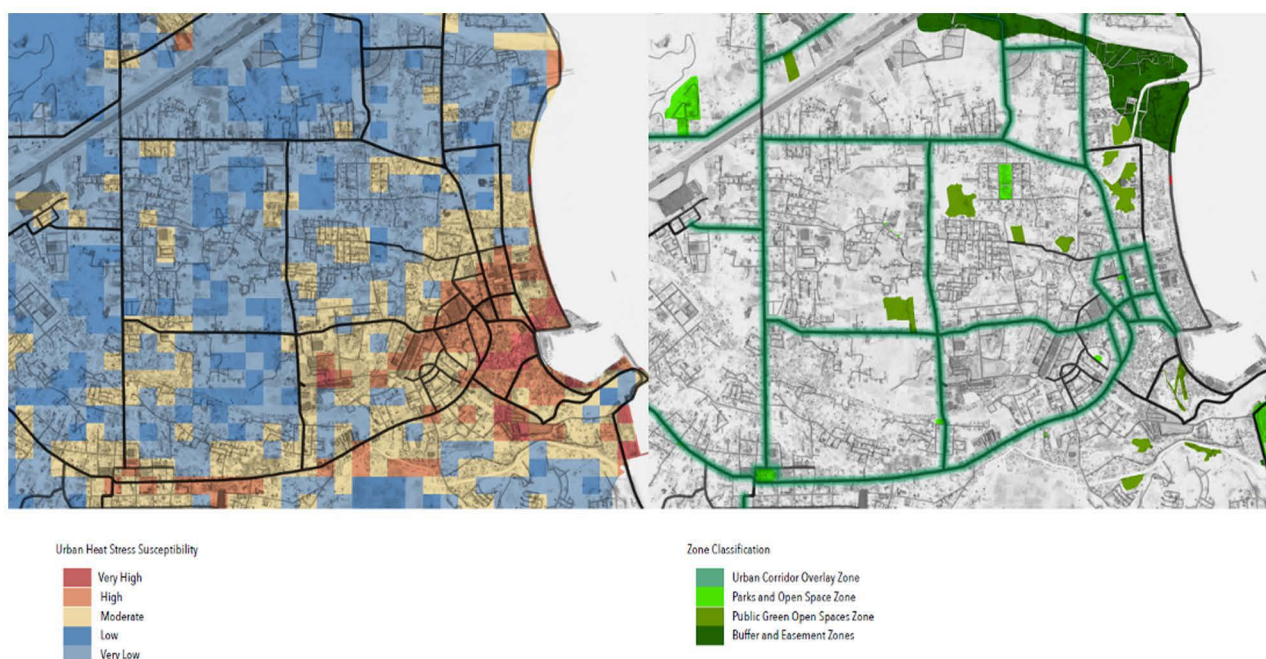 Urban Heat Stress Susceptibility
Very High
High
Moderate
Low
Very Low
Zone Classification
Urban Corridor Overlay Zone
Parks and Open Space Zone
Public Green Open Spaces Zone
Buffer and Easement Zones